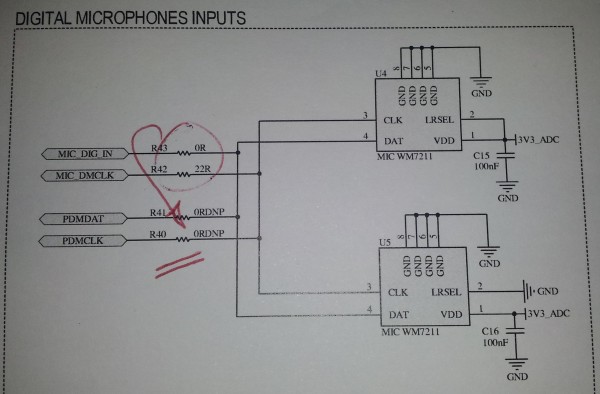 DIGITAL MICROPHONES INPUTS
8 7 6 5
U4
GND GND GND GND
GND
3 CLK LRSEL 2
4 DAT VDD 1
3V3_ADC
MIC WM7211
C15
100nF
GND
MIC_DIG_IN R43 0R
MIC_DMCLK R42 22R
PDMDAT R41 0RDNP
PDMCLK R40 0RDNP
8 7 6 5
U5
GND GND GND GND
GND
3 CLK LRSEL 2 GND
4 DAT VDD 1 3V3_ADC
MIC WM7211
C16
100nF
GND